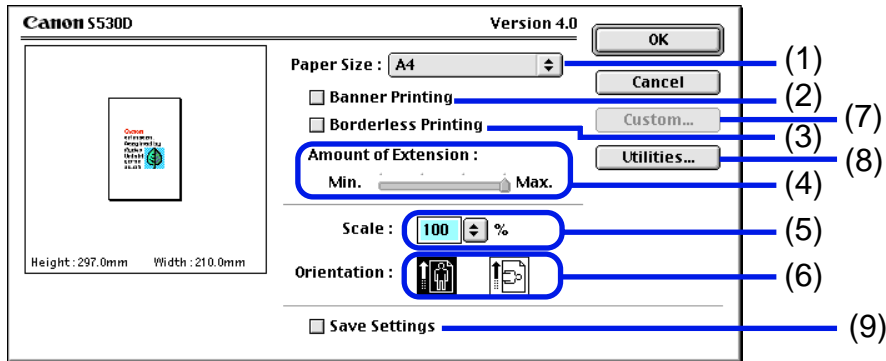 Canon S530D
Version 4.0
OK
Paper Size : A4
(1)
Cancel
Banner Printing
(2)
Custom...
(7)
Borderless Printing
(3)
Utilities...
(8)
Amount of Extension :
Min.
Max.
(4)
Scale : 100 %
(5)
Height:297.0mm Width:210.0mm
Orientation :
(6)
Save Settings
(9)